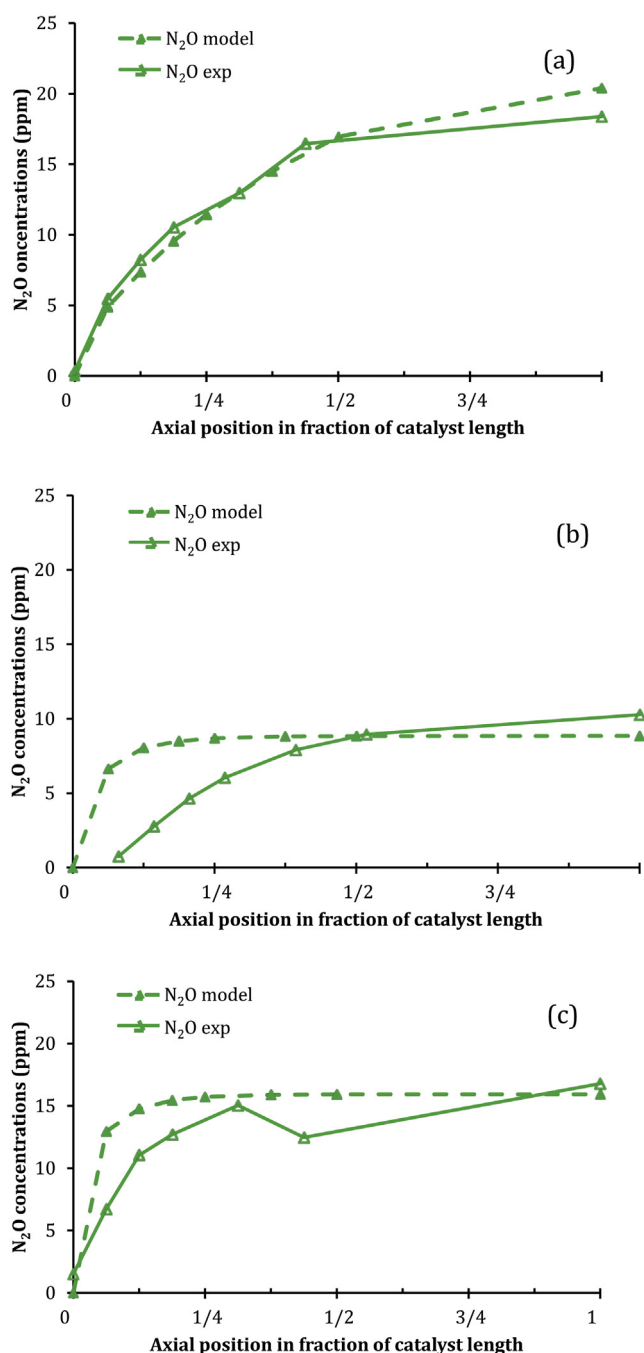 25
N₂O model
N₂O exp
(a)
20
15
10
5
0
N₂O oncentrations (ppm)
0 1/4 1/2 3/4
Axial position in fraction of catalyst length
25
N₂O model
N₂O exp
(b)
20
15
10
5
0
N₂O concentrations (ppm)
0 1/4 1/2 3/4
Axial position in fraction of catalyst length
25
N₂O model
N₂O exp
(c)
20
15
10
5
0
N₂O concentrations (ppm)
0 1/4 1/2 3/4 1
Axial position in fraction of catalyst length